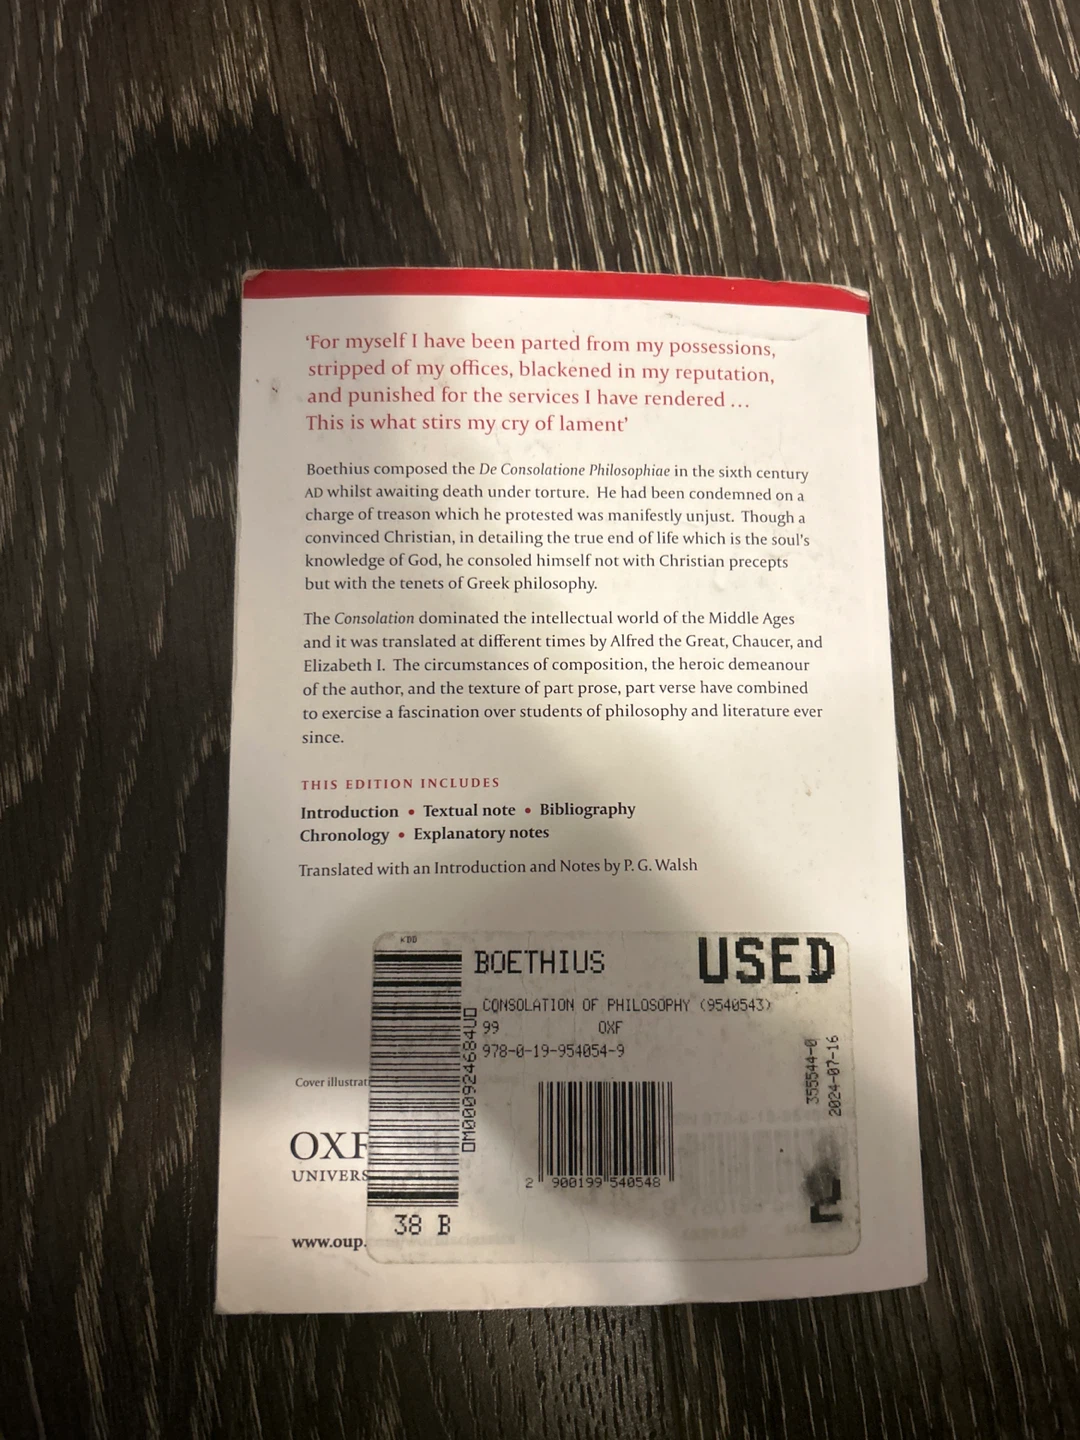 ‘For myself I have been parted from my possessions,
stripped of my offices, blackened in my reputation,
and punished for the services I have rendered ...
This is what stirs my cry of lament’
Boethius composed the De Consolatione Philosophiae in the sixth century
AD whilst awaiting death under torture. He had been condemned on a
charge of treason which he protested was manifestly unjust. Though a
convinced Christian, in detailing the true end of life which is the soul's
knowledge of God, he consoled himself not with Christian precepts
but with the tenets of Greek philosophy.
The Consolation dominated the intellectual world of the Middle Ages
and it was translated at different times by Alfred the Great, Chaucer, and
Elizabeth I. The circumstances of composition, the heroic demeanour
of the author, and the texture of part prose, part verse have combined
to exercise a fascination over students of philosophy and literature ever
since.
THIS EDITION INCLUDES
Introduction • Textual note • Bibliography
Chronology • Explanatory notes
Translated with an Introduction and Notes by P. G. Walsh
KDD
BOETHIUS USED
CONSOLATION OF PHILOSOPHY (9540543)
99 OXF
978-0-19-954054-9
355544-0
2024-07-16
Cover illustrat
OXF
UNIVERS
2 900199 540548
38 B
www.oup.